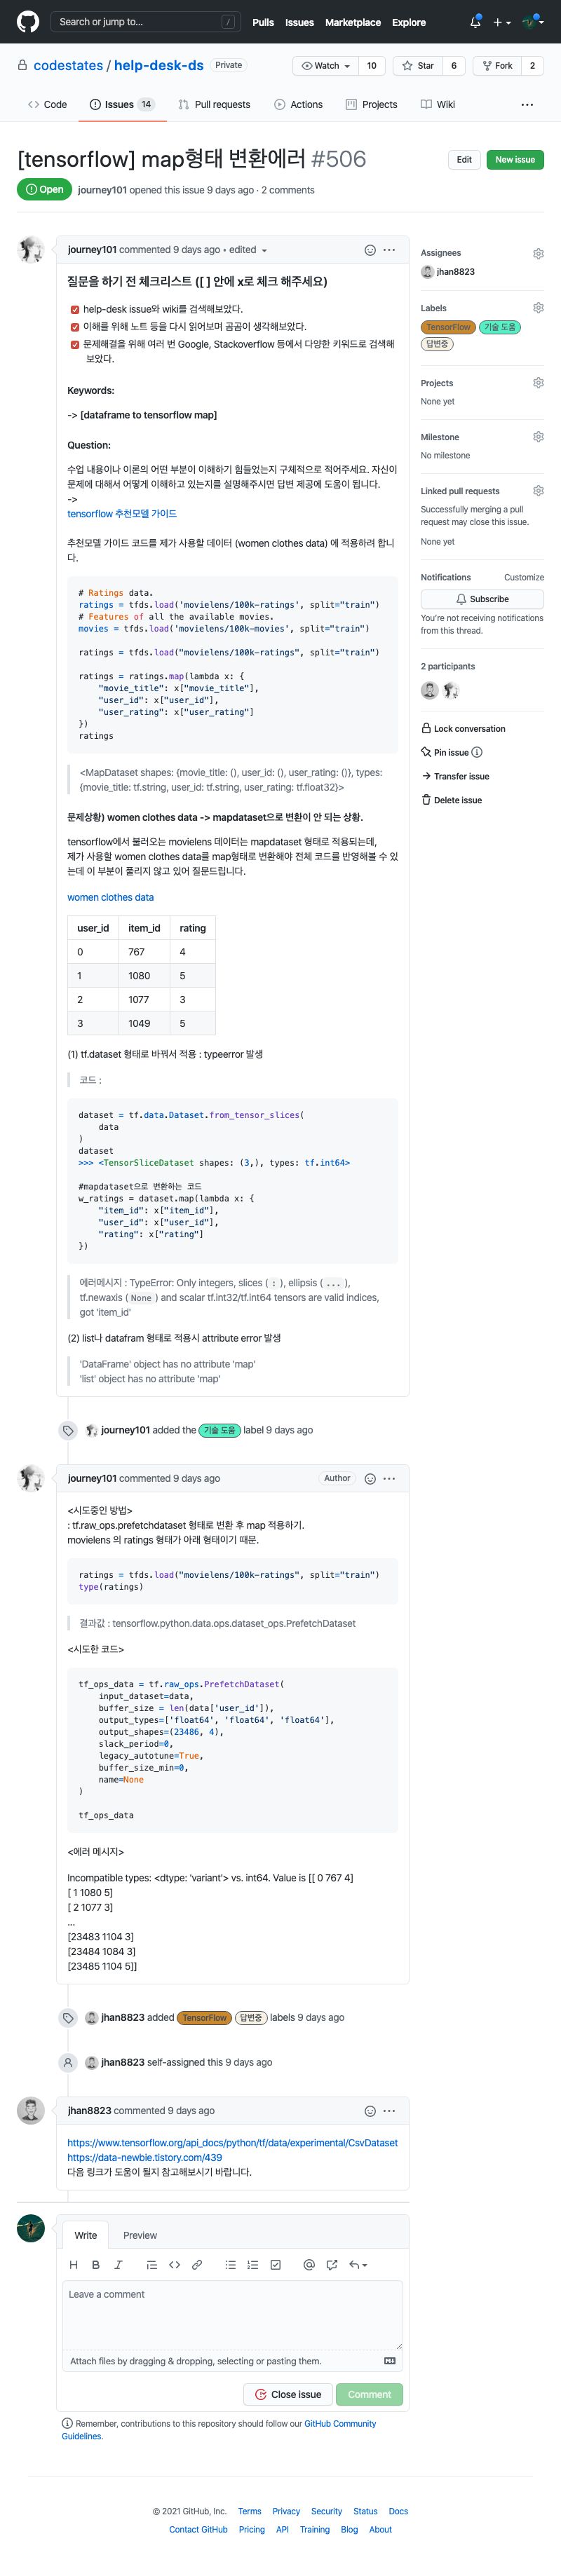 Search or jump to... /
Pulls Issues Marketplace Explore
codestates / help-desk-ds Private
Watch 10 Star 6 Fork 2
Code Issues 14 Pull requests Actions Projects Wiki ...
[tensorflow] map형태 변환에러 #506
Edit New issue
Open journey101 opened this issue 9 days ago · 2 comments
journey101 commented 9 days ago • edited
질문을 하기 전 체크리스트 ([ ] 안에 x로 체크 해주세요)
help-desk issue와 wiki를 검색해보았다.
이해를 위해 노트 등을 다시 읽어보며 곰곰이 생각해보았다.
문제해결을 위해 여러 번 Google, Stackoverflow 등에서 다양한 키워드로 검색해
보았다.
Keywords:
-> [dataframe to tensorflow map]
Question:
수업 내용이나 이론의 어떤 부분이 이해하기 힘들었는지 구체적으로 적어주세요. 자신이
문제에 대해서 어떻게 이해하고 있는지를 설명해주시면 답변 제공에 도움이 됩니다.
->
tensorflow 추천모델 가이드
추천모델 가이드 코드를 제가 사용할 데이터 (women clothes data) 에 적용하려 합니
다.
# Ratings data.
ratings = tfds.load('movielens/100k-ratings', split="train")
# Features of all the available movies.
movies = tfds.load('movielens/100k-movies', split="train")
ratings = tfds.load("movielens/100k-ratings", split="train")
ratings = ratings.map(lambda x: {
"movie_title": x["movie_title"],
"user_id": x["user_id"],
"user_rating": x["user_rating"]
})
ratings
<MapDataset shapes: {movie_title: (), user_id: (), user_rating: ()}, types:
{movie_title: tf.string, user_id: tf.string, user_rating: tf.float32}>
문제상황) women clothes data -> mapdataset으로 변환이 안 되는 상황.
tensorflow에서 불러오는 movielens 데이터는 mapdataset 형태로 적용되는데,
제가 사용할 women clothes data를 map형태로 변환해야 전체 코드를 반영해볼 수 있
는데 이 부분이 풀리지 않고 있어 질문드립니다.
women clothes data
user_id item_id rating
0 767 4
1 1080 5
2 1077 3
3 1049 5
(1) tf.dataset 형태로 바꿔서 적용 : typeerror 발생
코드 :
dataset = tf.data.Dataset.from_tensor_slices(
data
)
dataset
>>> <TensorSliceDataset shapes: (3,), types: tf.int64>
#mapdataset으로 변환하는 코드
w_ratings = dataset.map(lambda x: {
"item_id": x["item_id"],
"user_id": x["user_id"],
"rating": x["rating"]
})
에러메시지 : TypeError: Only integers, slices ( : ), ellipsis ( ... ),
tf.newaxis ( None ) and scalar tf.int32/tf.int64 tensors are valid indices,
got 'item_id'
(2) list나 datafram 형태로 적용시 attribute error 발생
'DataFrame' object has no attribute 'map'
'list' object has no attribute 'map'
journey101 added the 기술 도움 label 9 days ago
journey101 commented 9 days ago Author
<시도중인 방법>
: tf.raw_ops.prefetchdataset 형태로 변환 후 map 적용하기.
movielens 의 ratings 형태가 아래 형태이기 때문.
ratings = tfds.load("movielens/100k-ratings", split="train")
type(ratings)
결과값 : tensorflow.python.data.ops.dataset_ops.PrefetchDataset
<시도한 코드>
tf_ops_data = tf.raw_ops.PrefetchDataset(
input_dataset=data,
buffer_size = len(data['user_id']),
output_types=['float64', 'float64', 'float64'],
output_shapes=(23486, 4),
slack_period=0,
legacy_autotune=True,
buffer_size_min=0,
name=None
)
tf_ops_data
<에러 메시지>
Incompatible types: <dtype: 'variant'> vs. int64. Value is [[ 0 767 4]
[ 1 1080 5]
[ 2 1077 3]
...
[23483 1104 3]
[23484 1084 3]
[23485 1104 5]]
jhan8823 added TensorFlow 답변중 labels 9 days ago
jhan8823 self-assigned this 9 days ago
jhan8823 commented 9 days ago
https://www.tensorflow.org/api_docs/python/tf/data/experimental/CsvDataset
https://data-newbie.tistory.com/439
다음 링크가 도움이 될지 참고해보시기 바랍니다.
Write Preview
Leave a comment
Attach files by dragging & dropping, selecting or pasting them.
Close issue Comment
Remember, contributions to this repository should follow our GitHub Community
Guidelines.
Assignees
jhan8823
Labels
TensorFlow 기술 도움
답변중
Projects
None yet
Milestone
No milestone
Linked pull requests
Successfully merging a pull
request may close this issue.
None yet
Notifications Customize
Subscribe
You're not receiving notifications
from this thread.
2 participants
Lock conversation
Pin issue
Transfer issue
Delete issue
© 2021 GitHub, Inc. Terms Privacy Security Status Docs
Contact GitHub Pricing API Training Blog About